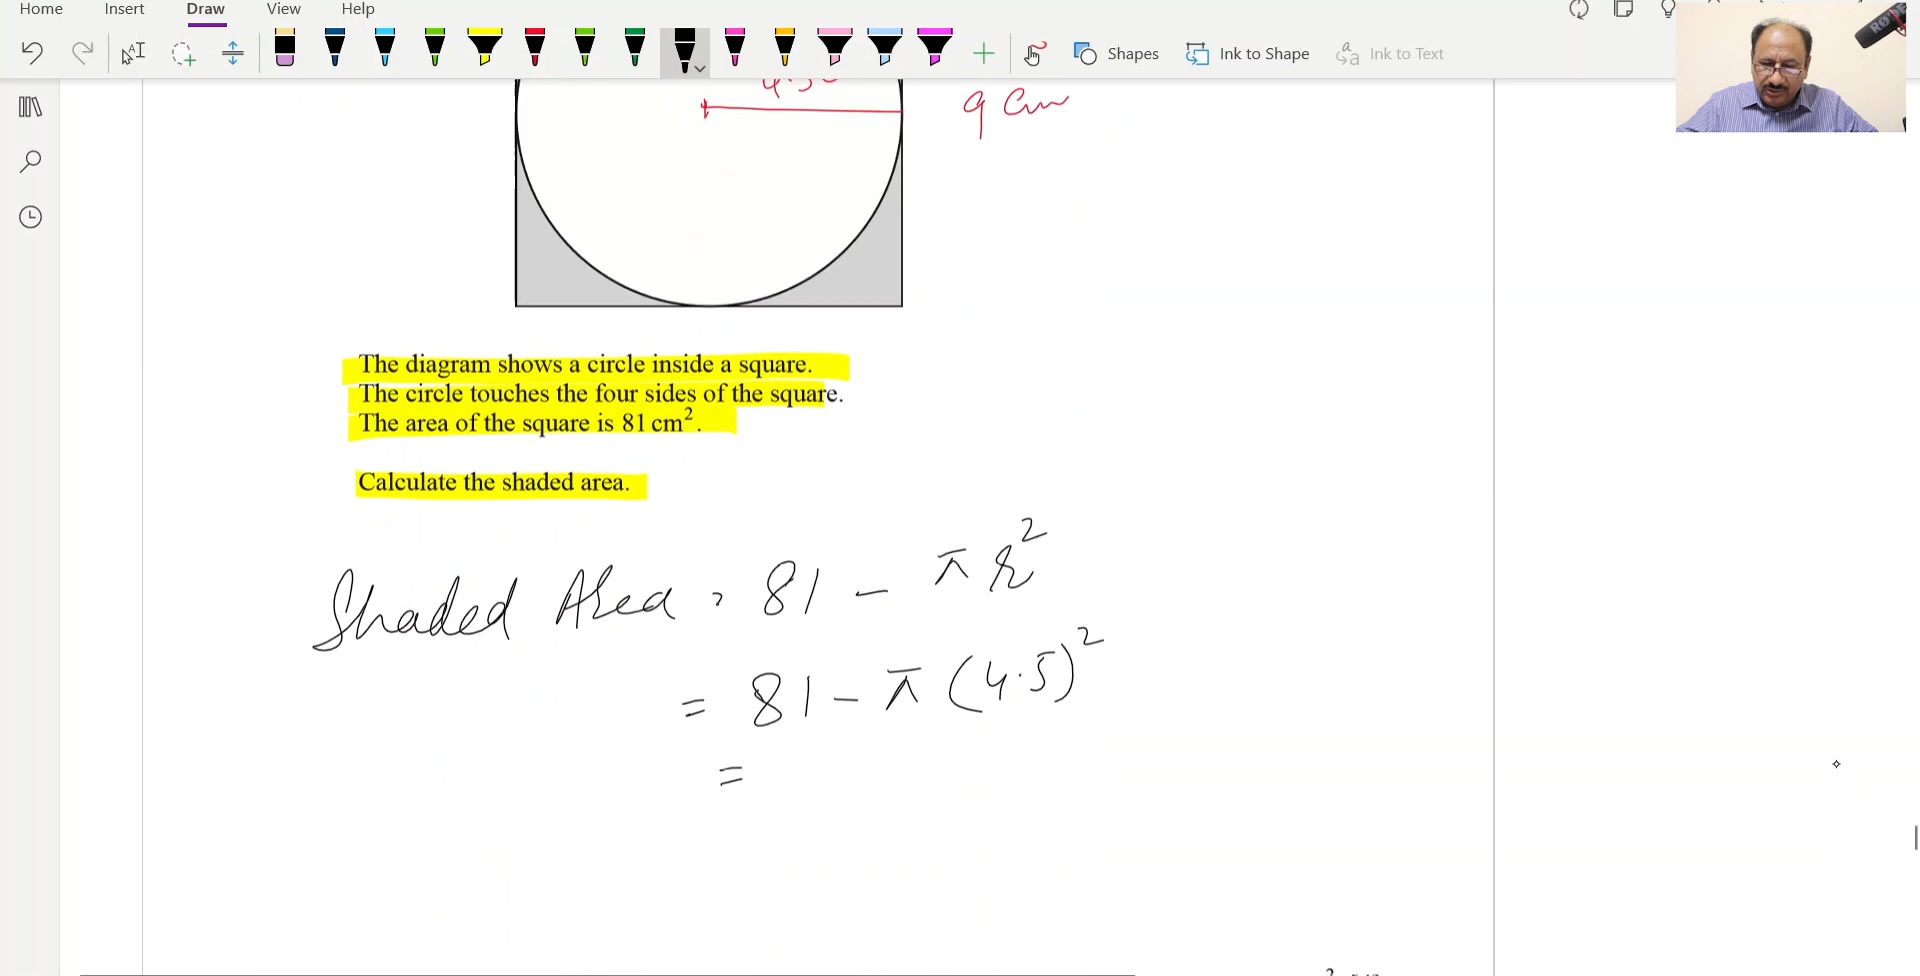 Home Insert Draw View Help
Shapes Ink to Shape Ink to Text
RODE
9 cm
The diagram shows a circle inside a square.
The circle touches the four sides of the square.
The area of the square is 81 cm².
Calculate the shaded area.
Shaded Area = 81 - π r²
= 81 - π (4.5)²
=